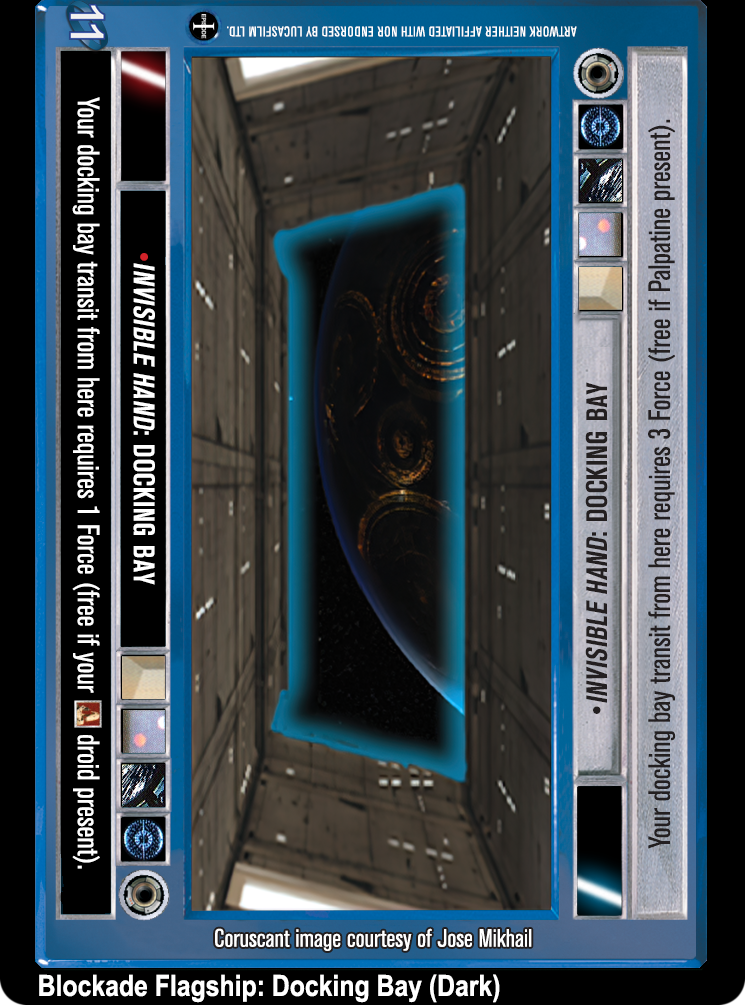 11
EPISODE I
ARTWORK NEITHER AFFILIATED WITH NOR ENDORSED BY LUCASFILM LTD.
Your docking bay transit from here requires 1 Force (free if your droid present).
•INVISIBLE HAND: DOCKING BAY
•INVISIBLE HAND: DOCKING BAY
Your docking bay transit from here requires 3 Force (free if Palpatine present).
Coruscant image courtesy of Jose Mikhail
Blockade Flagship: Docking Bay (Dark)